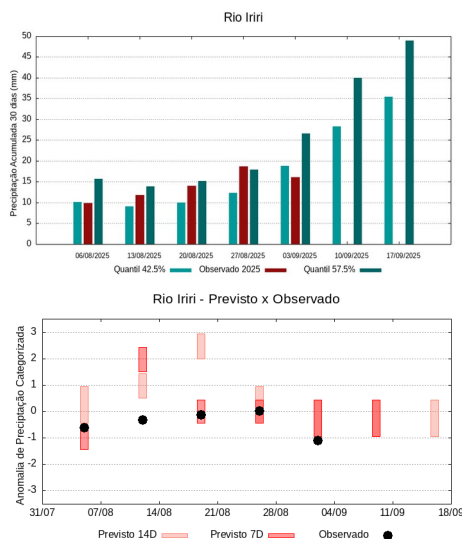 Rio Iriri
Precipitação Acumulada 30 dias (mm)
50
45
40
35
30
25
20
15
10
5
0
06/08/2025 13/08/2025 20/08/2025 27/08/2025 03/09/2025 10/09/2025 17/09/2025
Quantil 42.5% Observado 2025 Quantil 57.5%
Rio Iriri - Previsto x Observado
Anomalia de Precipitação Categorizada
3
2
1
0
-1
-2
-3
31/07 07/08 14/08 21/08 28/08 04/09 11/09 18/09
Previsto 14D Previsto 7D Observado